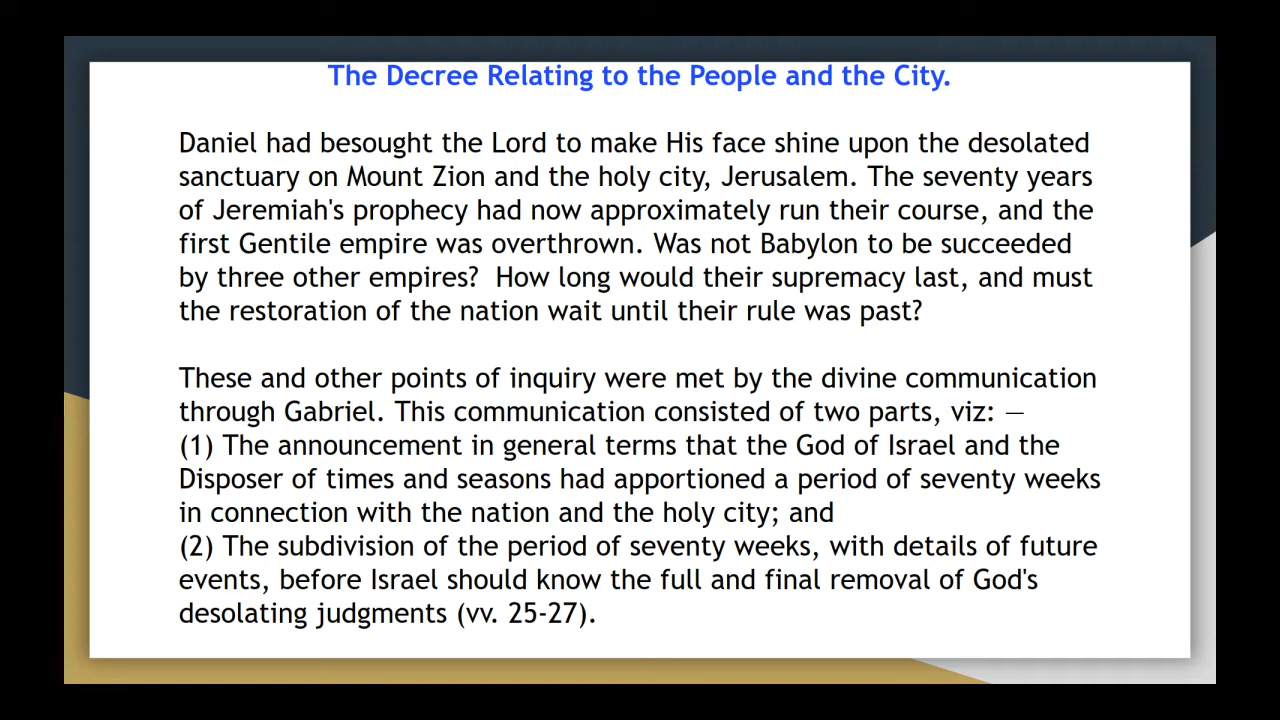 The Decree Relating to the People and the City.
Daniel had besought the Lord to make His face shine upon the desolated
sanctuary on Mount Zion and the holy city, Jerusalem. The seventy years
of Jeremiah's prophecy had now approximately run their course, and the
first Gentile empire was overthrown. Was not Babylon to be succeeded
by three other empires?  How long would their supremacy last, and must
the restoration of the nation wait until their rule was past?
These and other points of inquiry were met by the divine communication
through Gabriel. This communication consisted of two parts, viz: —
(1) The announcement in general terms that the God of Israel and the
Disposer of times and seasons had apportioned a period of seventy weeks
in connection with the nation and the holy city; and
(2) The subdivision of the period of seventy weeks, with details of future
events, before Israel should know the full and final removal of God's
desolating judgments (vv. 25-27).